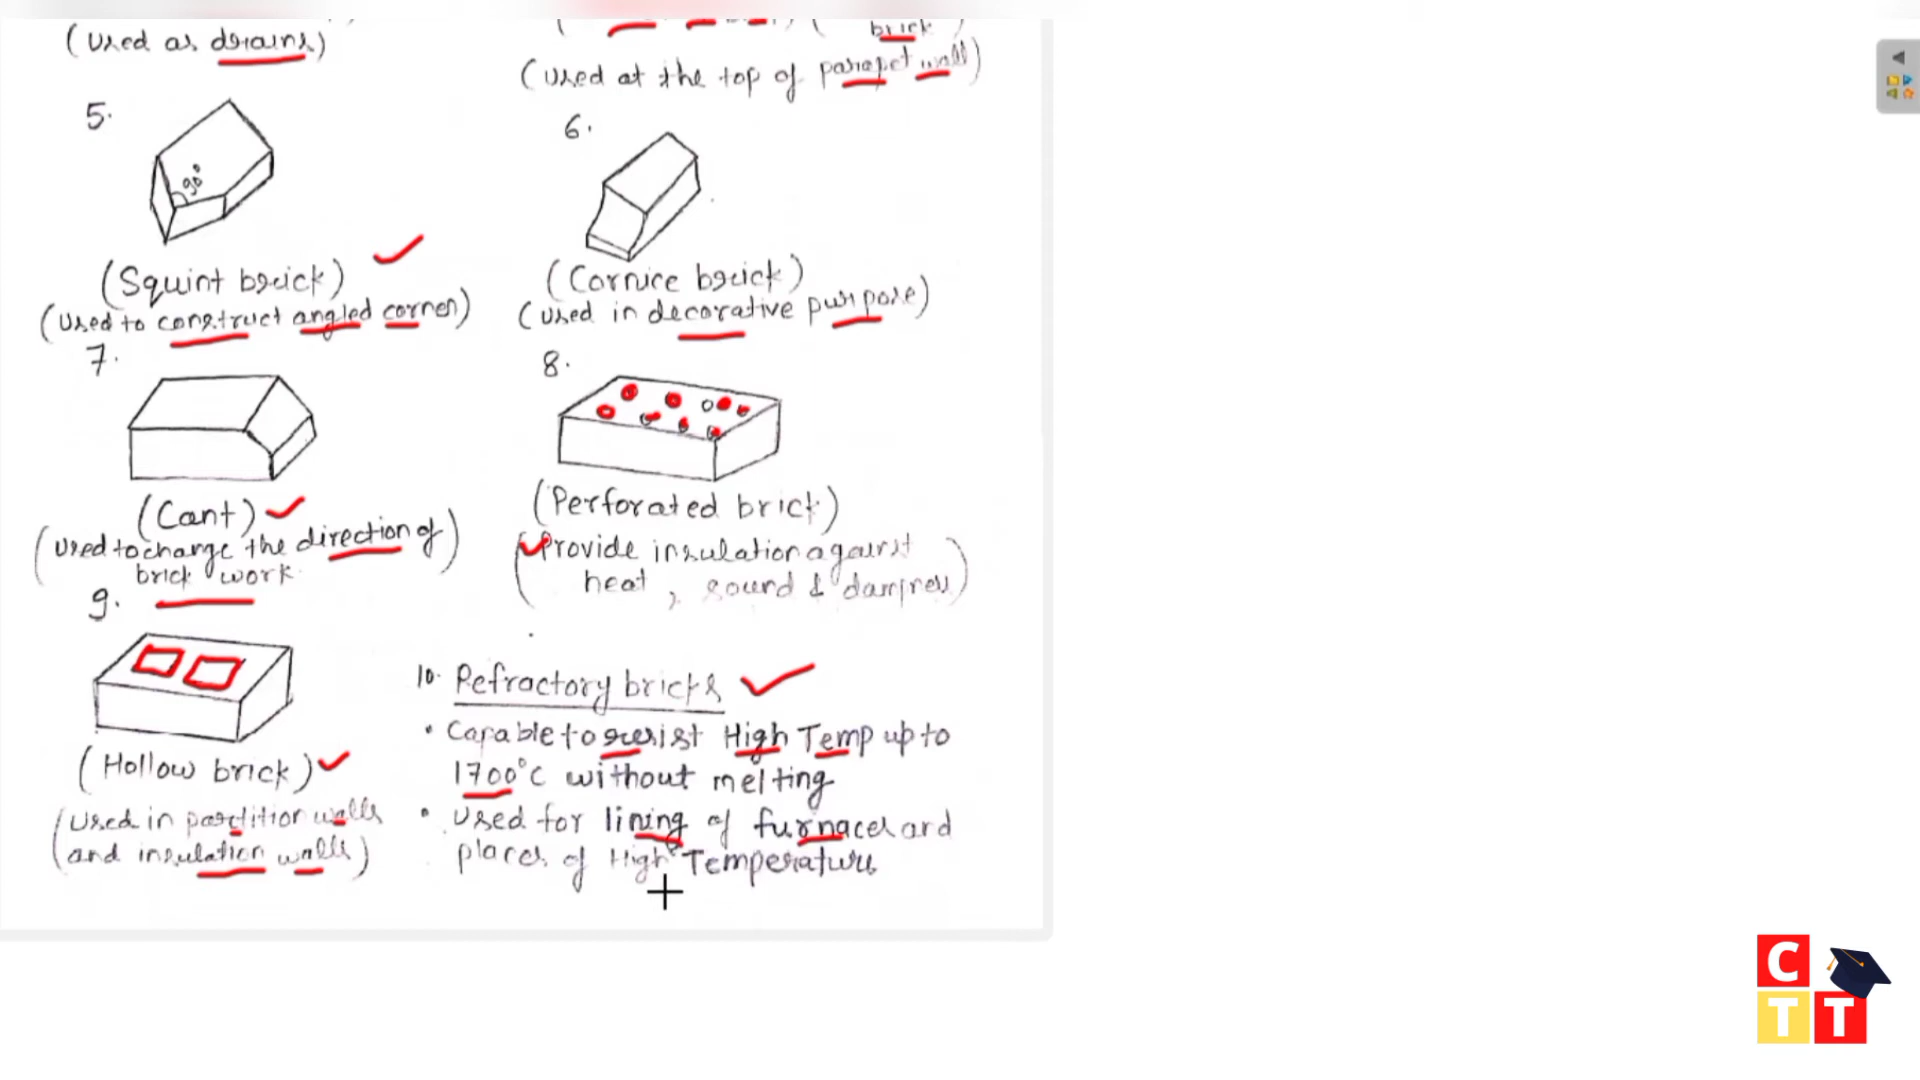 (Used as drains)
brick)
(Used at the top of parapet wall)
5.
90°
(Squint brick)
(Used to construct angled corner)
6.
(Cornice brick)
(Used in decorative purpose)
7.
(Cant)
(Used to change the direction of
brick work)
8.
(Perforated brick)
(Provide insulation against
heat, sound & dampness)
9.
(Hollow brick)
(Used in partition walls
and insulation walls)
10. Refractory bricks
• Capable to resist High Temp up to
1700°C without melting
• Used for lining of furnaces and
places of High Temperature
C
T T